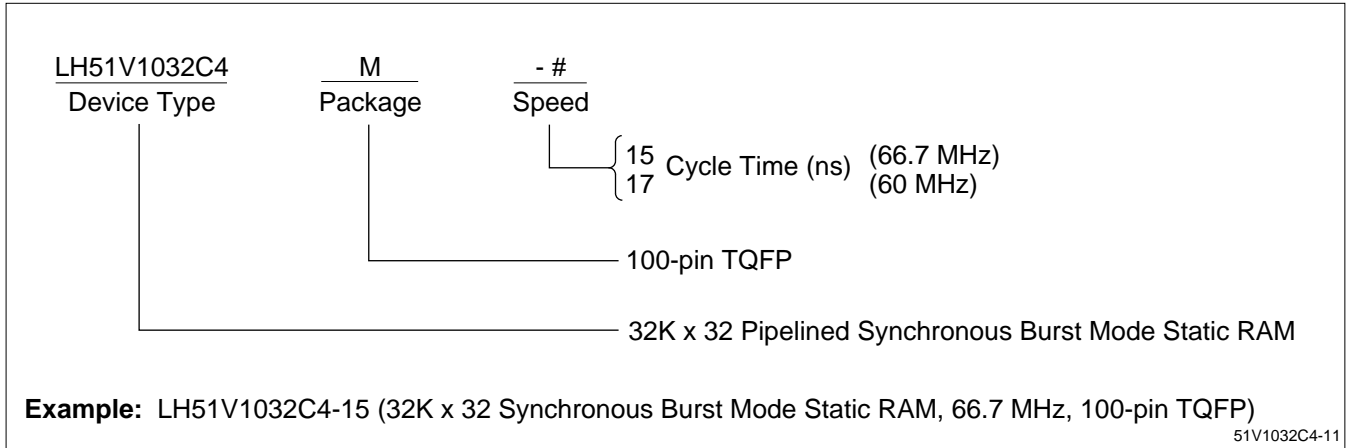 LH51V1032C4 M - #
Device Type Package Speed
15 Cycle Time (ns) (66.7 MHz)
17 (60 MHz)
100-pin TQFP
32K x 32 Pipelined Synchronous Burst Mode Static RAM
Example: LH51V1032C4-15 (32K x 32 Synchronous Burst Mode Static RAM, 66.7 MHz, 100-pin TQFP)
51V1032C4-11